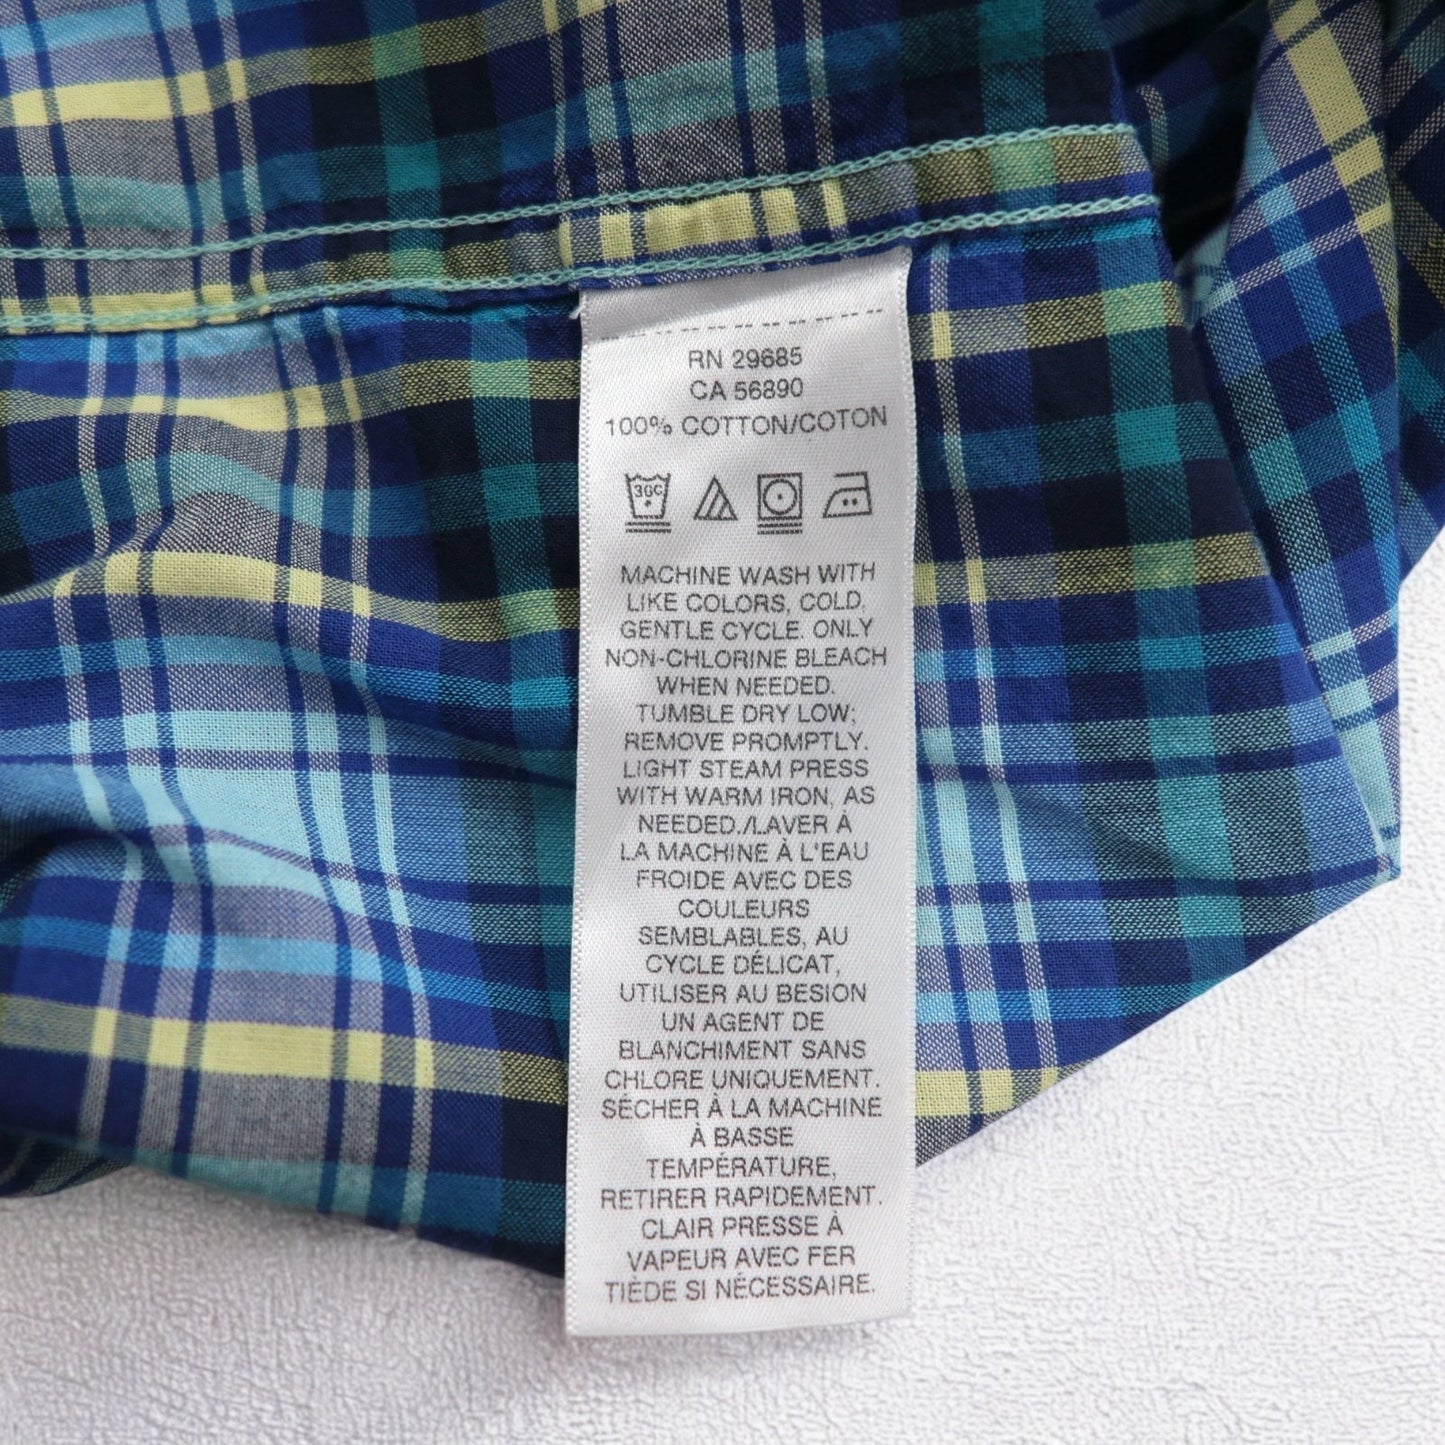 RN 29685
CA 56890
100% COTTON/COTON
30C
MACHINE WASH WITH
LIKE COLORS, COLD,
GENTLE CYCLE. ONLY
NON-CHLORINE BLEACH
WHEN NEEDED.
TUMBLE DRY LOW;
REMOVE PROMPTLY.
LIGHT STEAM PRESS
WITH WARM IRON, AS
NEEDED./LAVER À
LA MACHINE À L'EAU
FROIDE AVEC DES
COULEURS
SEMBLABLES, AU
CYCLE DÉLICAT,
UTILISER AU BESION
UN AGENT DE
BLANCHIMENT SANS
CHLORE UNIQUEMENT.
SÉCHER À LA MACHINE
À BASSE
TEMPÉRATURE,
RETIRER RAPIDEMENT.
CLAIR PRESSE À
VAPEUR AVEC FER
TIÈDE SI NÉCESSAIRE.